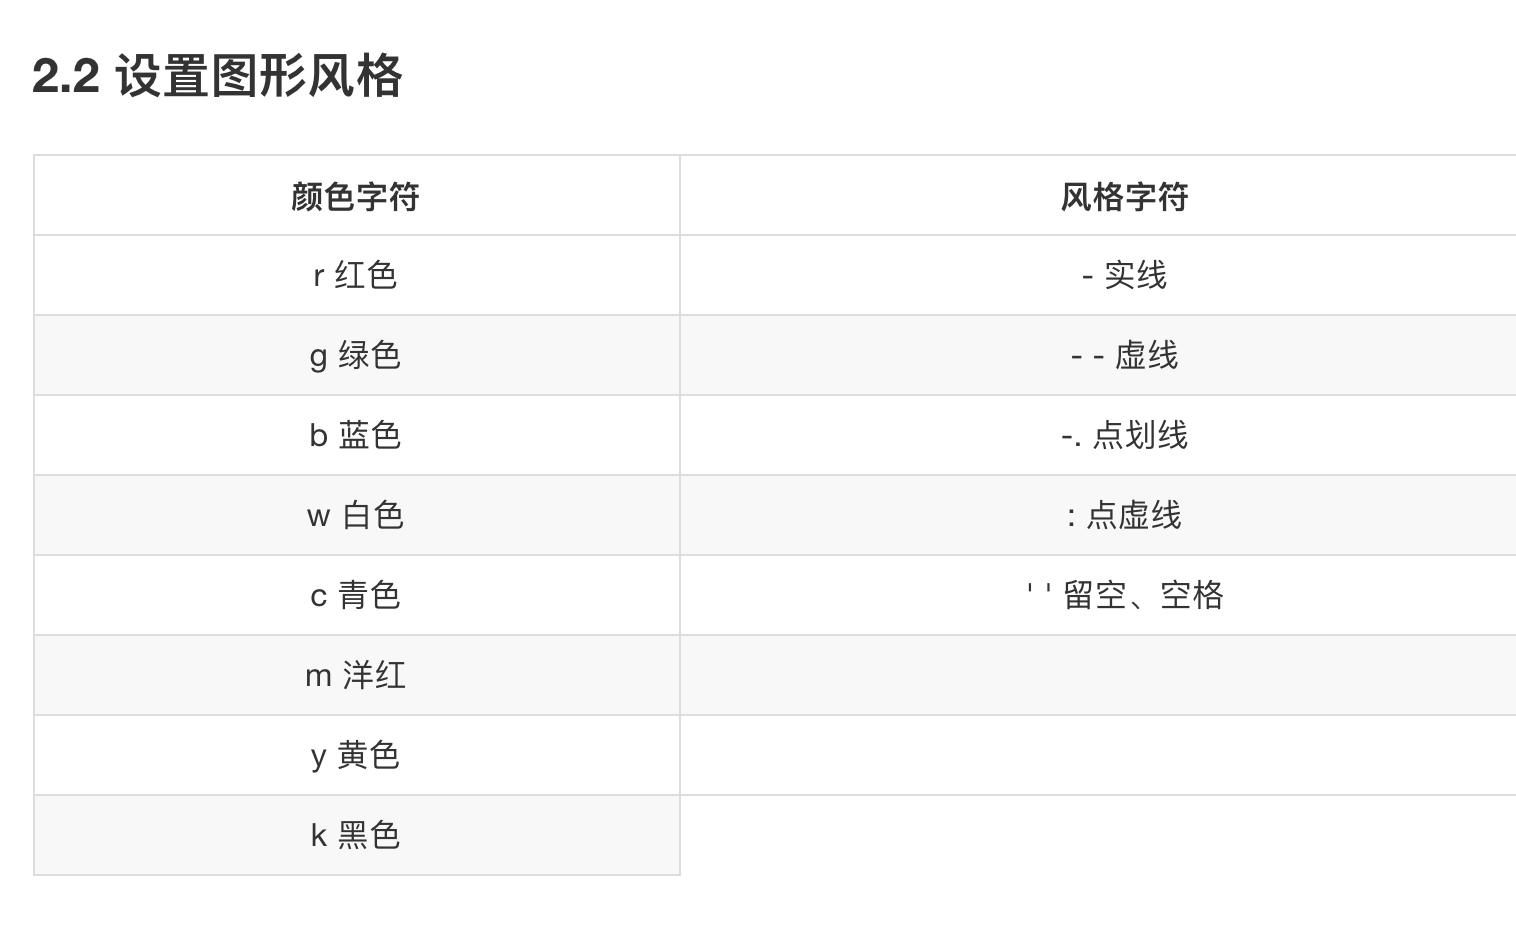 2.2 设置图形风格
颜色字符 风格字符
r 红色 - 实线
g 绿色 - - 虚线
b 蓝色 -. 点划线
w 白色 : 点虚线
c 青色 ' ' 留空、空格
m 洋红
y 黄色
k 黑色